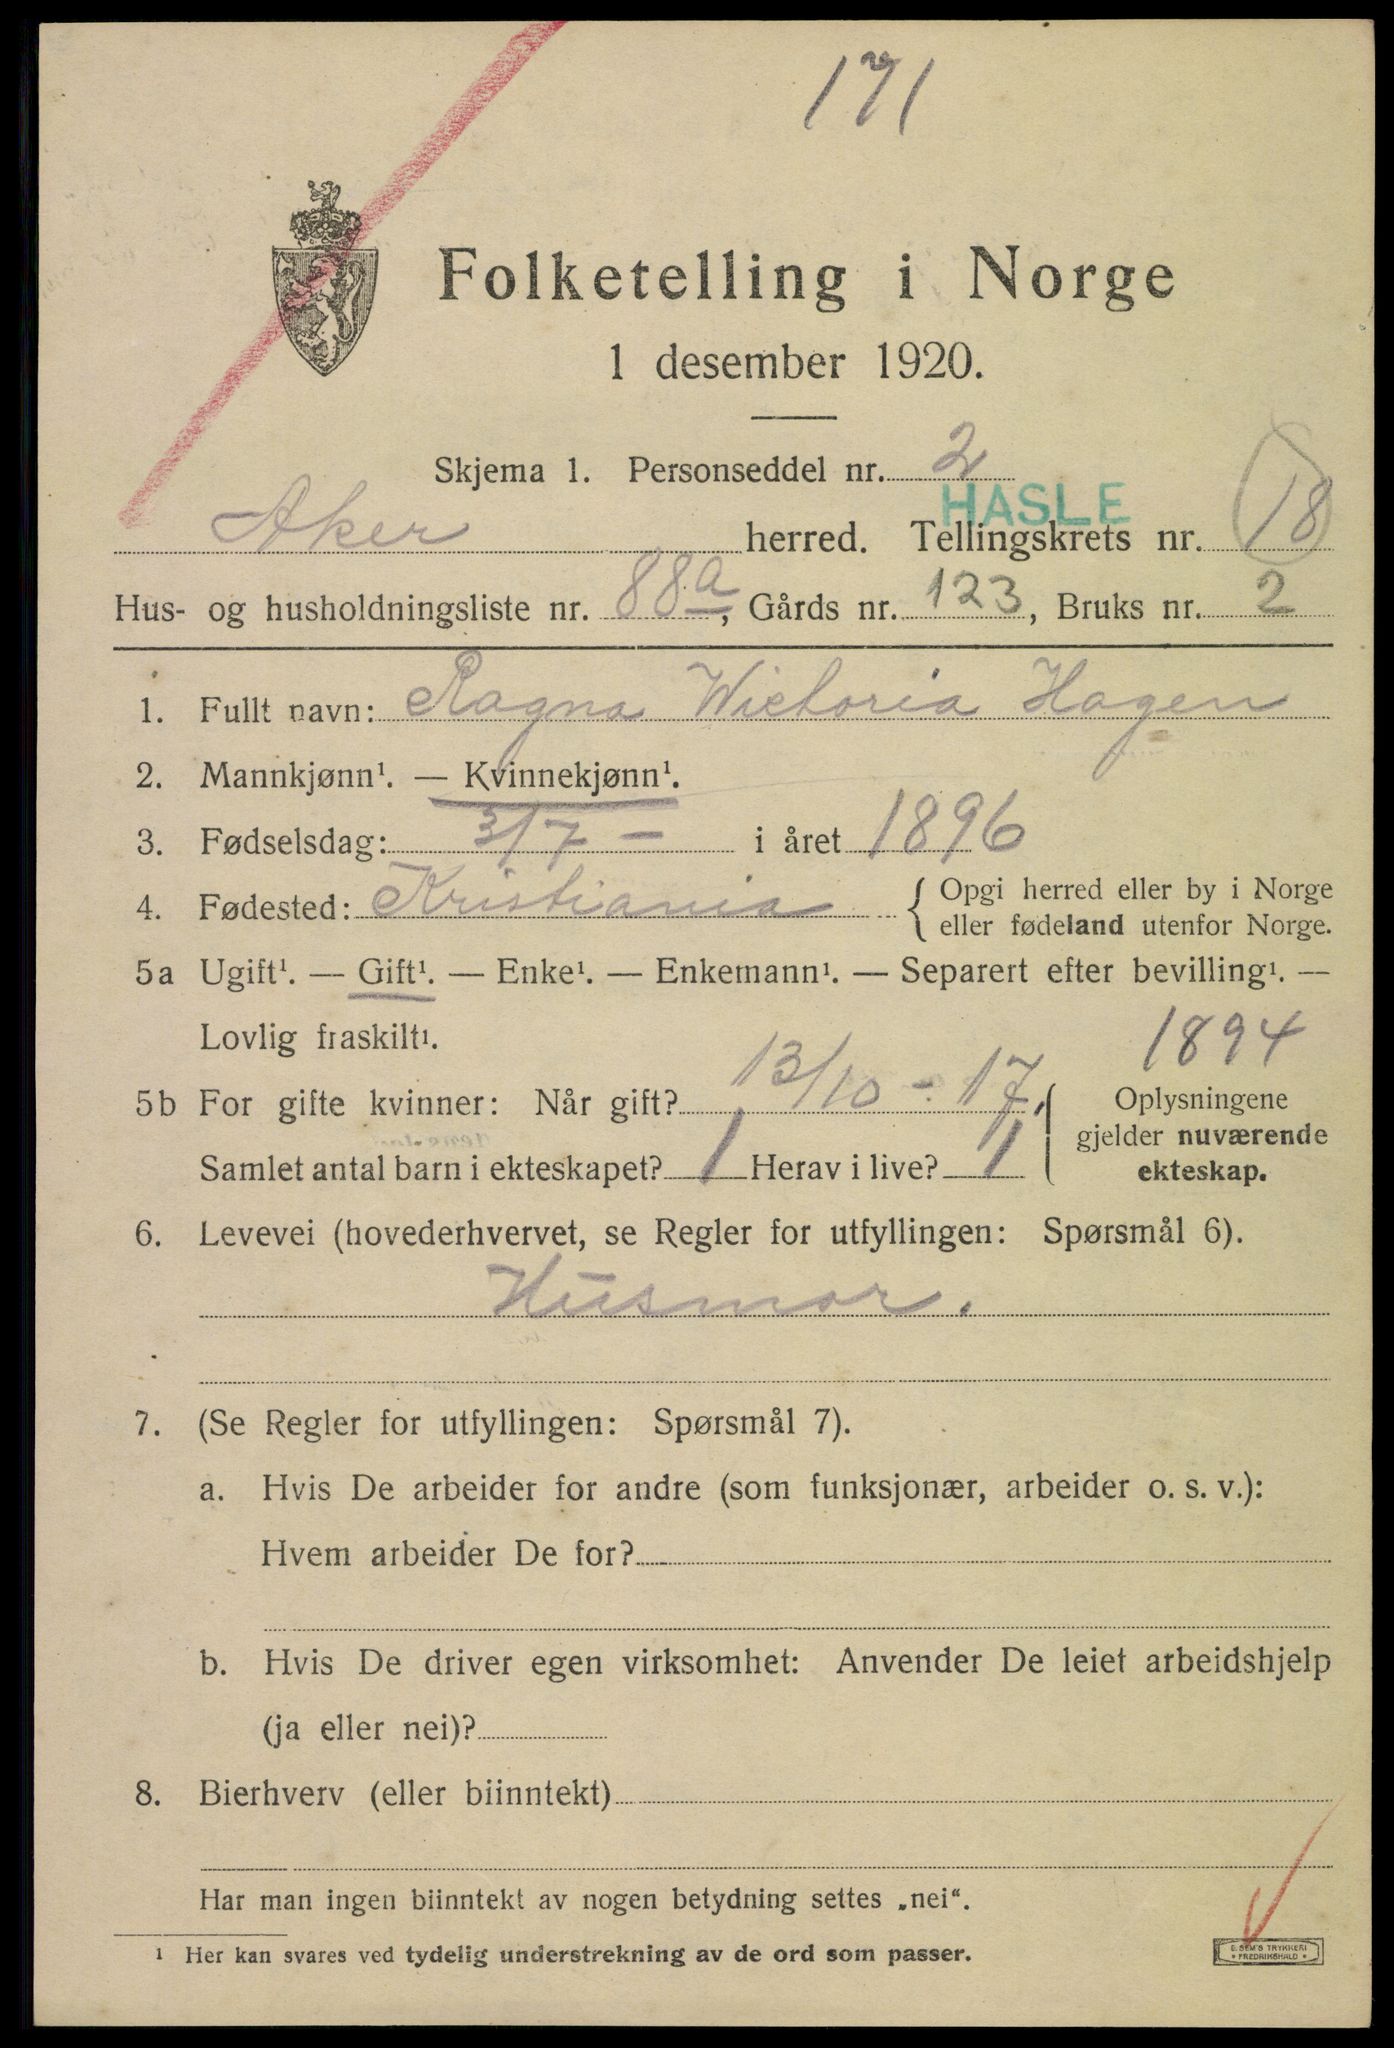 171
Folketelling i Norge
1 desember 1920.
Skjema 1. Personseddel nr. 2
HASLE
Aker herred. Tellingskrets nr. 18
Hus- og husholdningsliste nr. 88a, Gårds nr. 123, Bruks nr. 2
1. Fullt navn: Ragna Wictoria Hagen
2. Mannkjønn¹. — Kvinnekjønn¹.
3. Fødselsdag: 3/7 — i året 1896
4. Fødested: Kristiania { Opgi herred eller by i Norge
eller fødeland utenfor Norge.
5a Ugift¹. — Gift¹. — Enke¹. — Enkemann¹. — Separert efter bevilling¹. —
Lovlig fraskilt¹.
1894
5b For gifte kvinner: Når gift? 13/10 - 17. { Oplysningene
gjelder nuværende
Samlet antal barn i ekteskapet? 1 Herav i live? 1
ekteskap.
6. Levevei (hovederhvervet, se Regler for utfyllingen: Spørsmål 6).
Husmor.
7. (Se Regler for utfyllingen: Spørsmål 7).
a. Hvis De arbeider for andre (som funksjonær, arbeider o. s. v.):
Hvem arbeider De for?
b. Hvis De driver egen virksomhet: Anvender De leiet arbeidshjelp
(ja eller nei)?
8. Bierhverv (eller biinntekt)
Har man ingen biinntekt av nogen betydning settes „nei“.
¹ Her kan svares ved tydelig understrekning av de ord som passer.
E. SEM'S TRYKKERI
* FREDRIKSHALD *